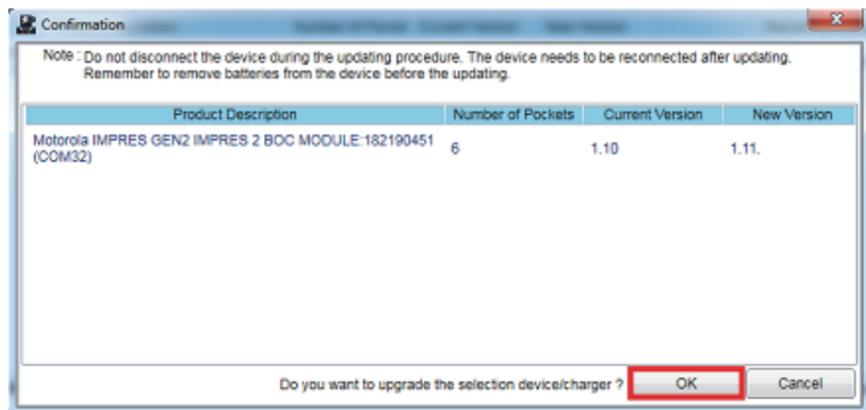 Confirmation
Note : Do not disconnect the device during the updating procedure. The device needs to be reconnected after updating.
Remember to remove batteries from the device before the updating.
Product Description Number of Pockets Current Version New Version
Motorola IMPRES GEN2 IMPRES 2 BOC MODULE:182190451 6 1.10 1.11.
(COM32)
Do you want to upgrade the selection device/charger ? OK Cancel